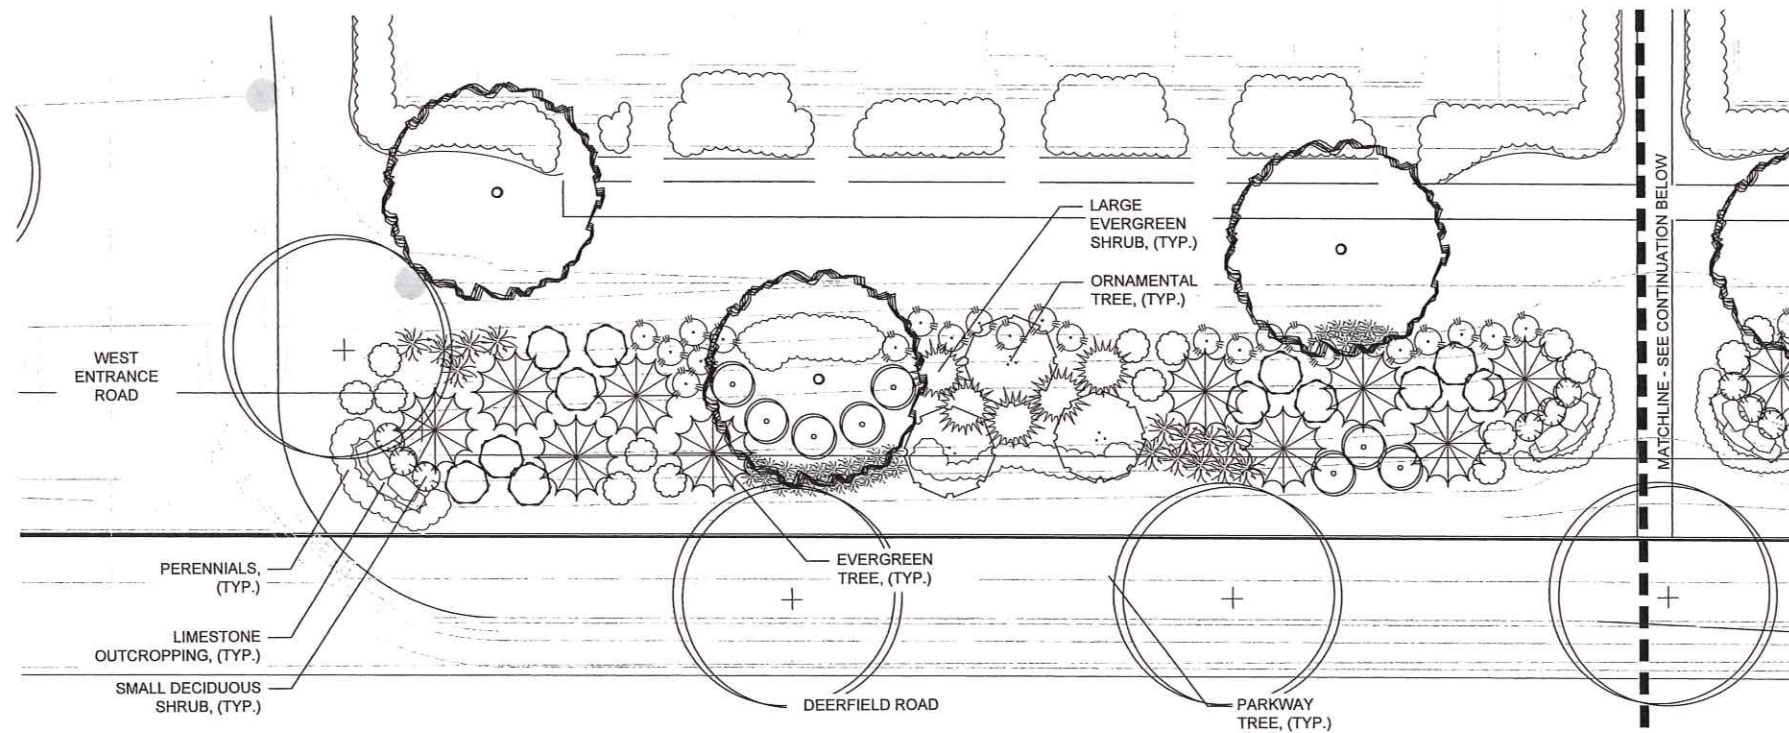 LARGE
EVERGREEN
SHRUB, (TYP.)
ORNAMENTAL
TREE, (TYP.)
MATCHLINE - SEE CONTINUATION BELOW
WEST
ENTRANCE
ROAD
EVERGREEN
TREE, (TYP.)
PERENNIALS,
(TYP.)
LIMESTONE
OUTCROPPING, (TYP.)
SMALL DECIDUOUS
SHRUB, (TYP.)
DEERFIELD ROAD
PARKWAY
TREE, (TYP.)